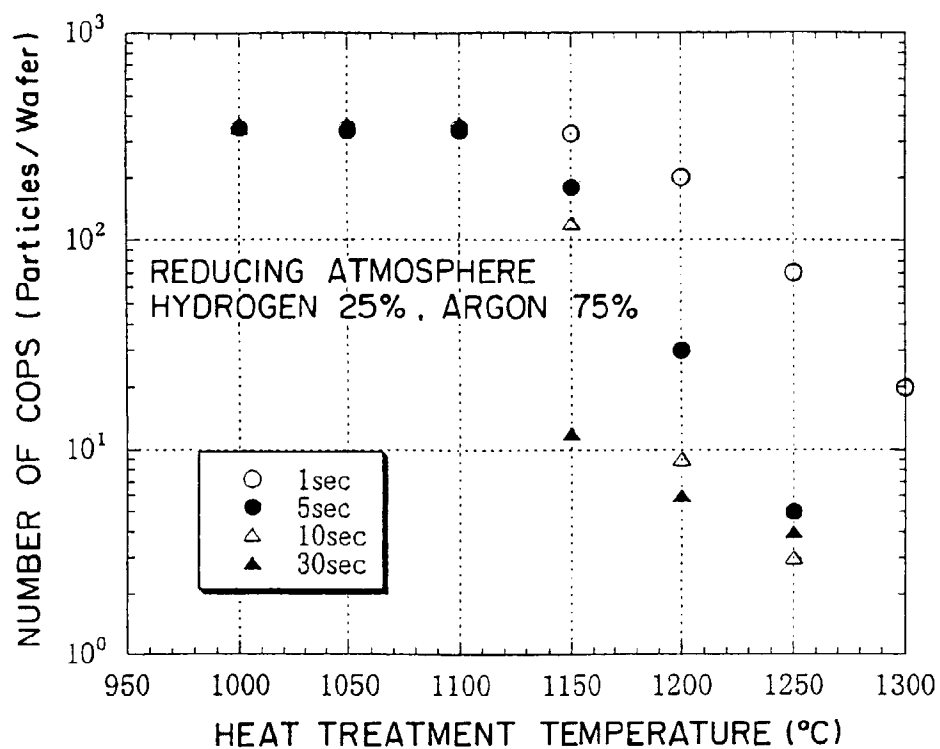 NUMBER OF COPS (Particles/Wafer)
10³
10²
10¹
10⁰
REDUCING ATMOSPHERE
HYDROGEN 25%, ARGON 75%
1sec
5sec
10sec
30sec
950 1000 1050 1100 1150 1200 1250 1300
HEAT TREATMENT TEMPERATURE (°C)